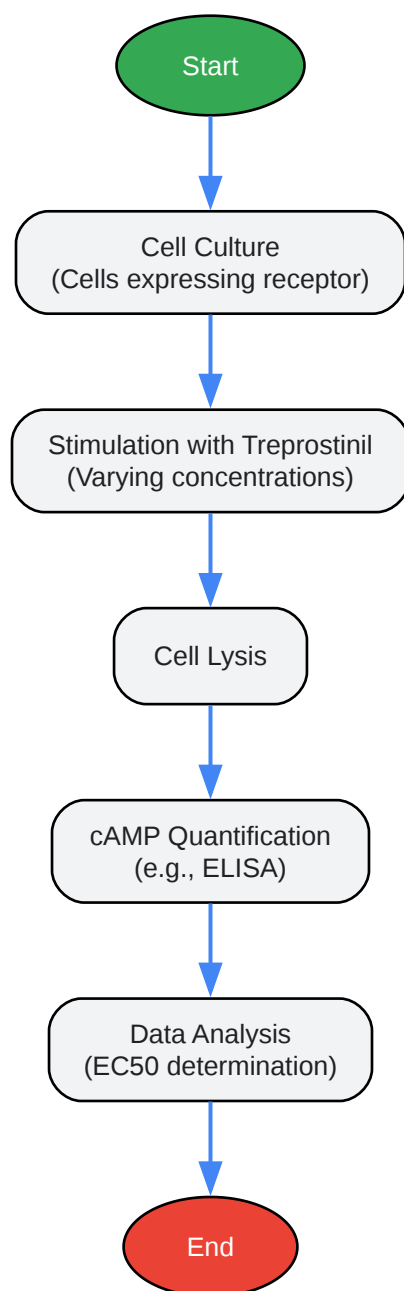 Start
Cell Culture
(Cells expressing receptor)
Stimulation with Treprostinil
(Varying concentrations)
Cell Lysis
cAMP Quantification
(e.g., ELISA)
Data Analysis
(EC50 determination)
End